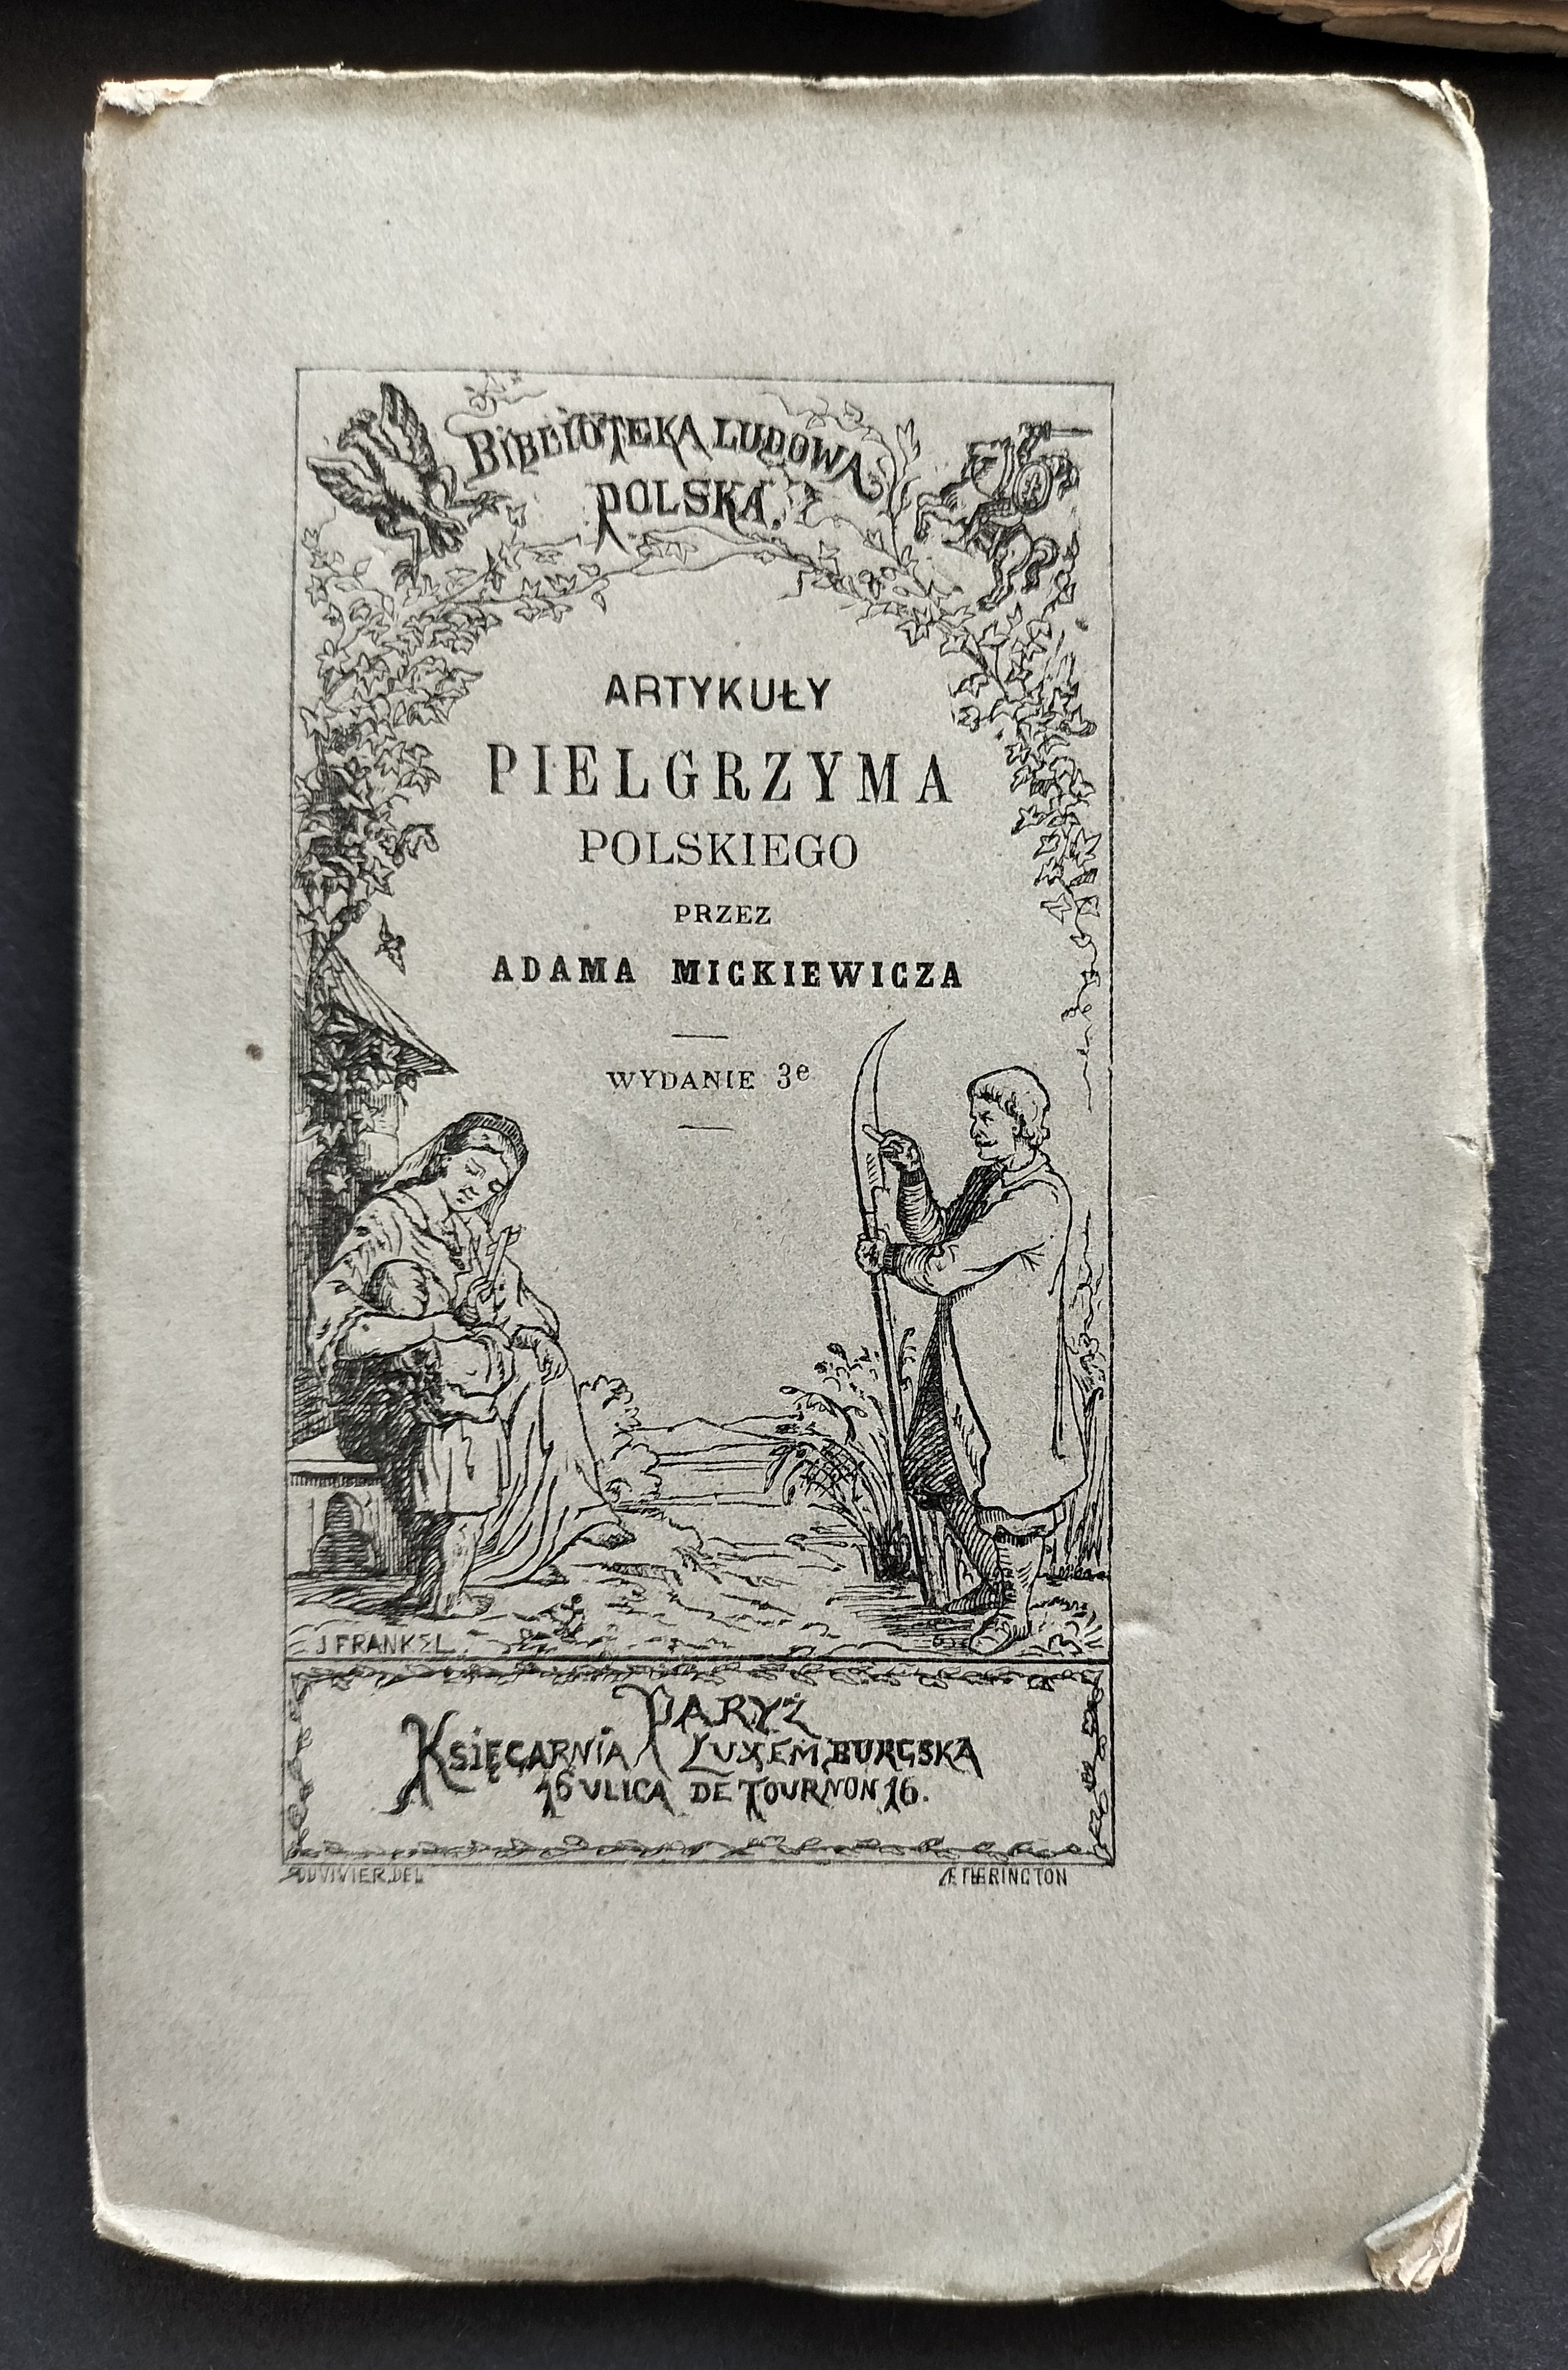 BIBLIOTEKA LUDOWA
POLSKA.
ARTYKUŁY
PIELGRZYMA
POLSKIEGO
PRZEZ
ADAMA MICKIEWICZA
WYDANIE 3e
J FRANKEL.
PARYŻ
KSIĘGARNIA LUXEMBURGSKA
16 ULICA DE TOURNON 16.
DUVIVIER.DEL
ÆTHERINGTON